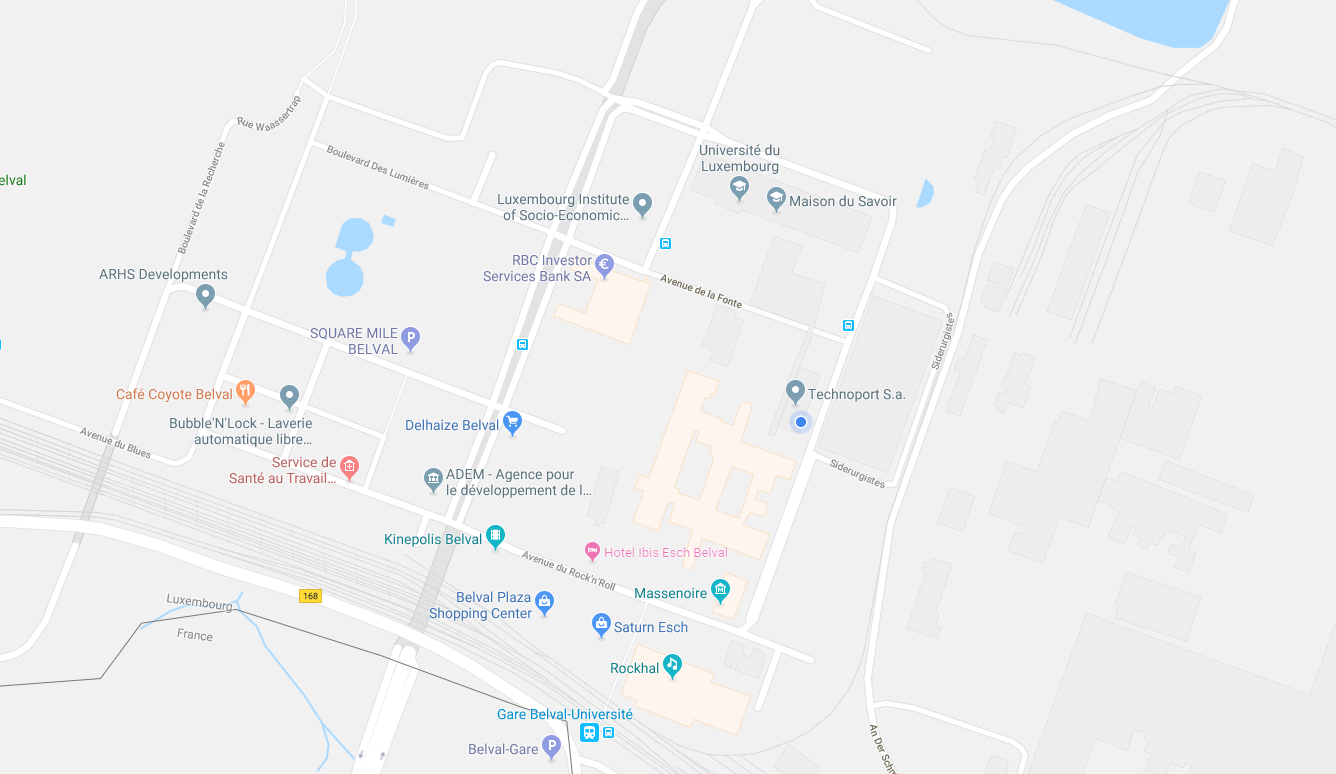 Rue Waassertrap
Université du
Luxembourg
Boulevard Des Lumières
elval
Boulevard de la Recherche
Luxembourg Institute
of Socio-Economic...
Maison du Savoir
RBC Investor
Services Bank SA
€
ARHS Developments
Avenue de la Fonte
SQUARE MILE
BELVAL
P
Siderurgistes
Café Coyote Belval
Technoport S.a.
Bubble'N'Lock - Laverie
automatique libre...
Delhaize Belval
Avenue du Blues
Service de
Santé au Travail...
ADEM - Agence pour
le développement de l...
Siderurgistes
Kinepolis Belval
Avenue du Rock'n'Roll
Hotel Ibis Esch Belval
Massenoire
168
Belval Plaza
Shopping Center
Luxembourg
France
Saturn Esch
Rockhal
Gare Belval-Université
Belval-Gare
P